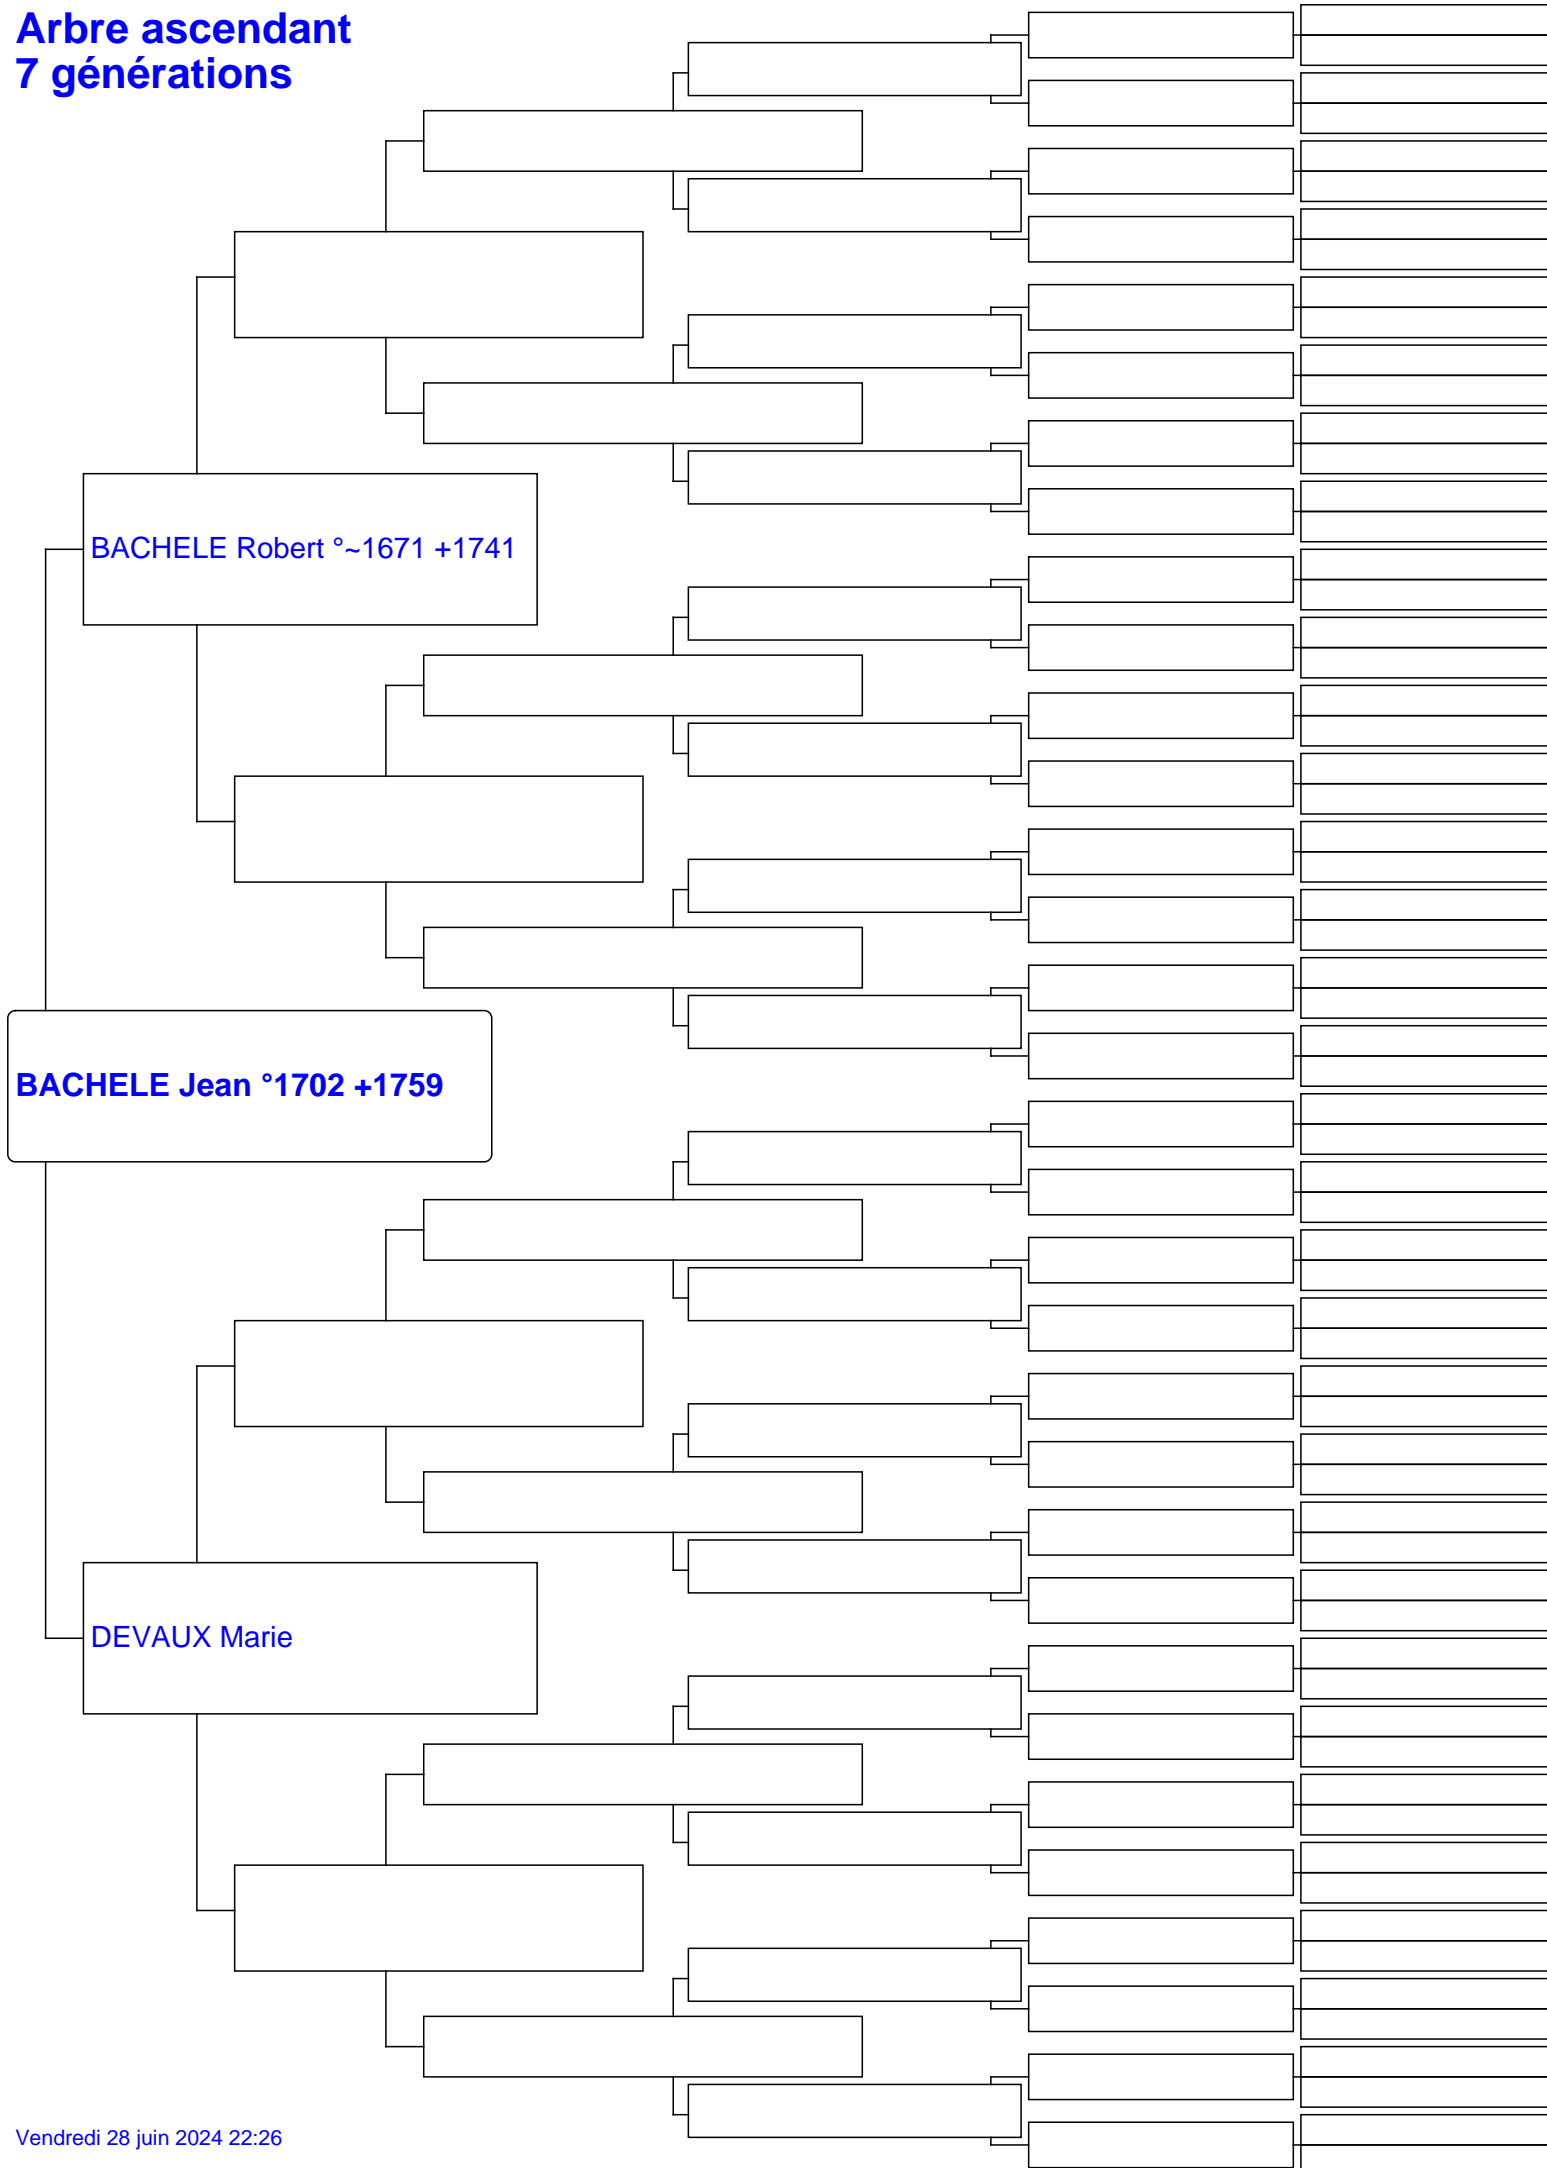 Arbre ascendant
7 générations
BACHELE Robert °~1671 +1741
BACHELE Jean °1702 +1759
DEVAUX Marie
Vendredi 28 juin 2024 22:26